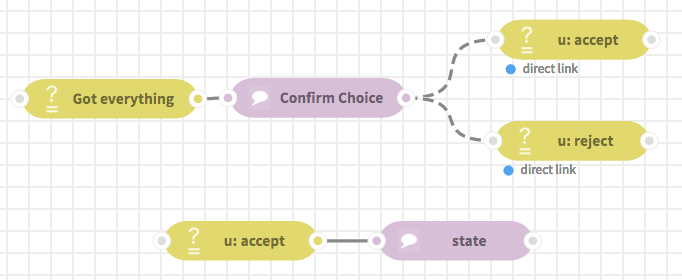 u: accept
direct link
Got everything
Confirm Choice
u: reject
direct link
u: accept
state